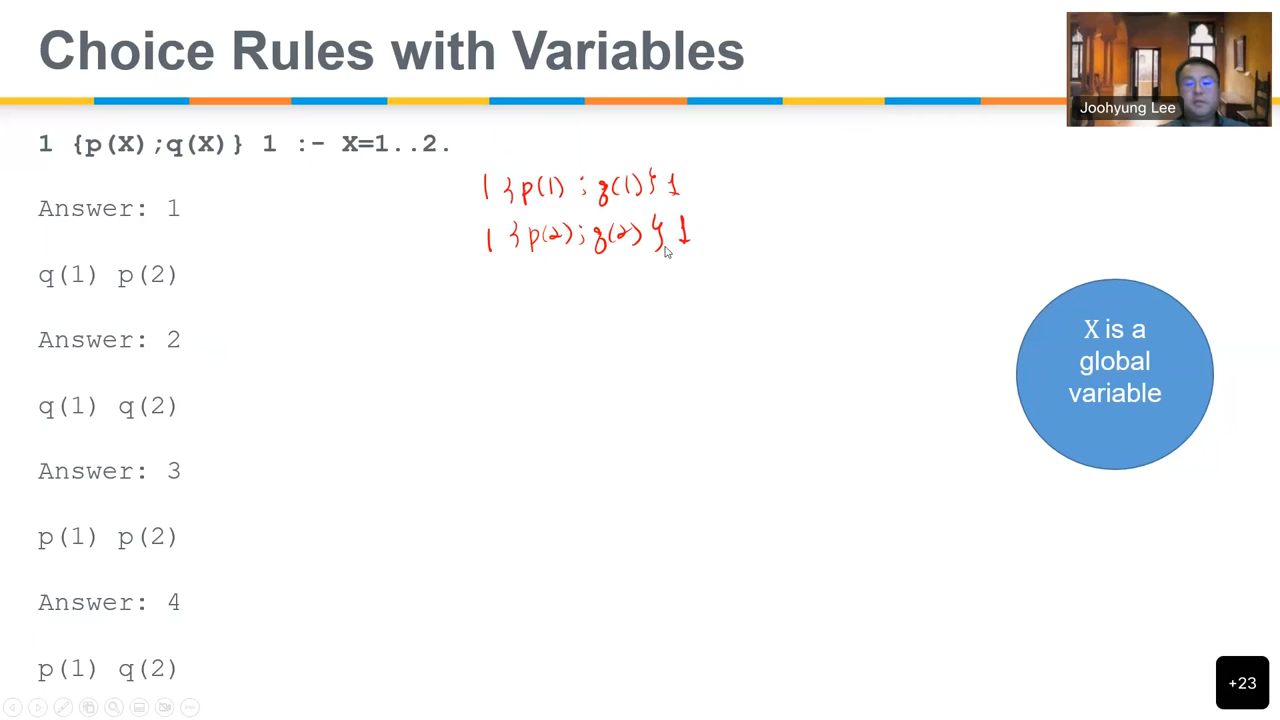 Choice Rules with Variables
Joohyung Lee
1 {p(X);q(X)} 1 :- X=1..2.
1 {p(1) ; q(1)} 1
1 {p(2) ; q(2)} 1
Answer: 1
q(1) p(2)
Answer: 2
q(1) q(2)
Answer: 3
p(1) p(2)
Answer: 4
p(1) q(2)
X is a
global
variable
+23